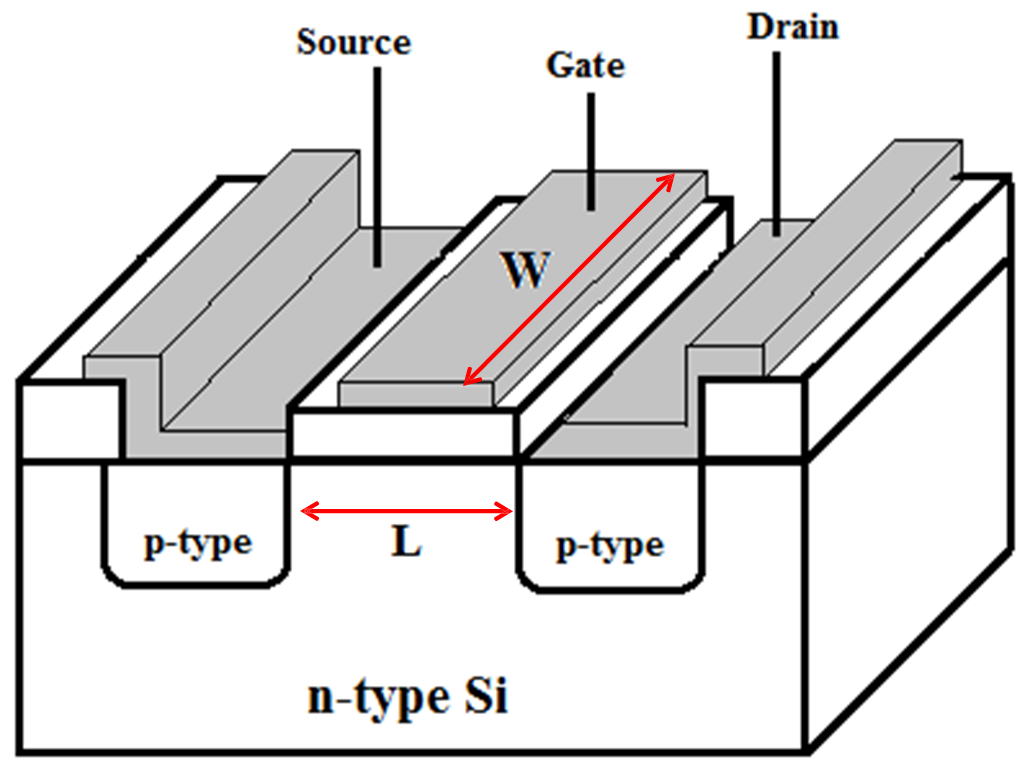 Source
Gate
Drain
W
L
p-type
p-type
n-type Si